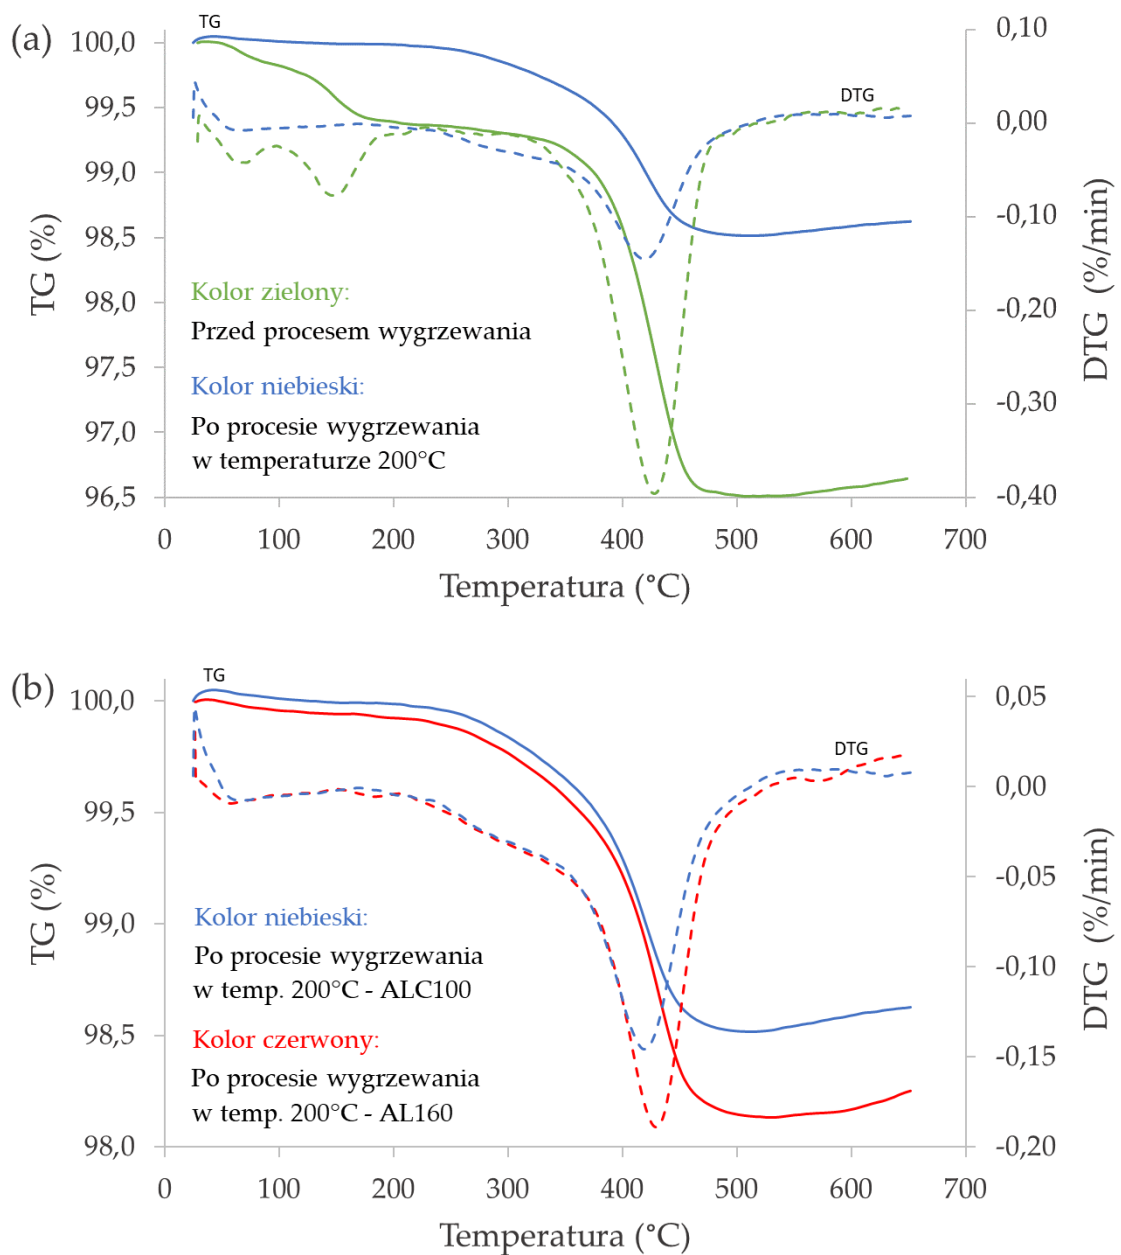 (a)
TG
100,0
99,5
99,0
98,5
98,0
97,5
97,0
96,5
TG (%)
0,10
0,00
-0,10
-0,20
-0,30
-0,40
DTG (%/min)
DTG
Kolor zielony:
Przed procesem wygrzewania
Kolor niebieski:
Po procesie wygrzewania
w temperaturze 200°C
0 100 200 300 400 500 600 700
Temperatura (°C)
(b)
TG
100,0
99,5
99,0
98,5
98,0
TG (%)
0,05
0,00
-0,05
-0,10
-0,15
-0,20
DTG (%/min)
DTG
Kolor niebieski:
Po procesie wygrzewania
w temp. 200°C - ALC100
Kolor czerwony:
Po procesie wygrzewania
w temp. 200°C - AL160
0 100 200 300 400 500 600 700
Temperatura (°C)